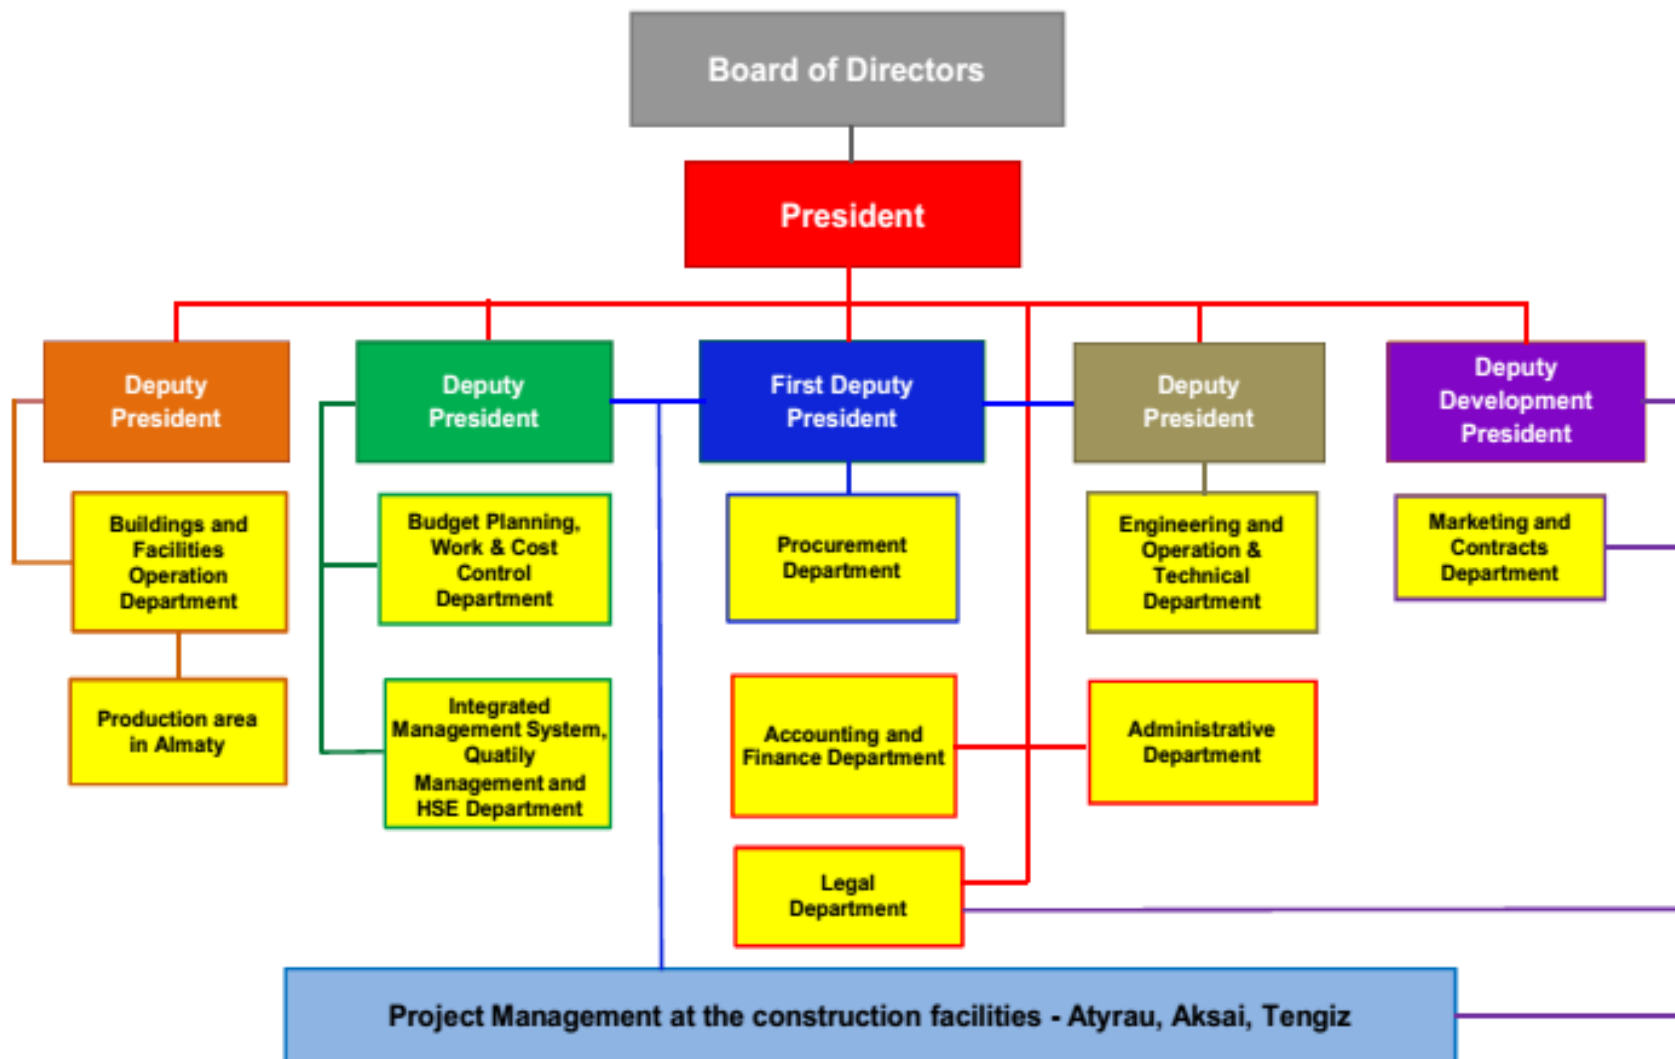 Board of Directors
President
Deputy
President
Deputy
President
First Deputy
President
Deputy
President
Deputy
Development
President
Buildings and
Facilities
Operation
Department
Budget Planning,
Work & Cost
Control
Department
Procurement
Department
Engineering and
Operation &
Technical
Department
Marketing and
Contracts
Department
Production area
in Almaty
Integrated
Management System,
Quatily
Management and
HSE Department
Accounting and
Finance Department
Administrative
Department
Legal
Department
Project Management at the construction facilities - Atyrau, Aksai, Tengiz